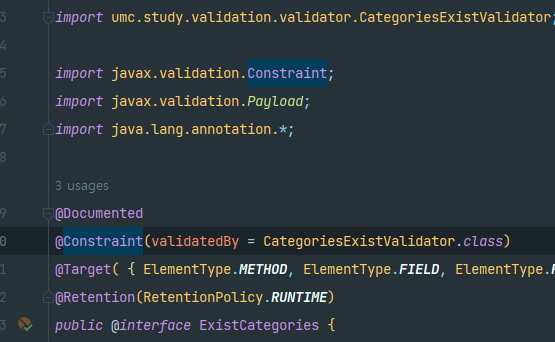 3 import umc.study.validation.validator.CategoriesExistValidator;
4
5 import javax.validation.Constraint;
6 import javax.validation.Payload;
7 import java.lang.annotation.*;
8
3 usages
9 @Documented
0 @Constraint(validatedBy = CategoriesExistValidator.class)
1 @Target( { ElementType.METHOD, ElementType.FIELD, ElementType.
2 @Retention(RetentionPolicy.RUNTIME)
3 public @interface ExistCategories {